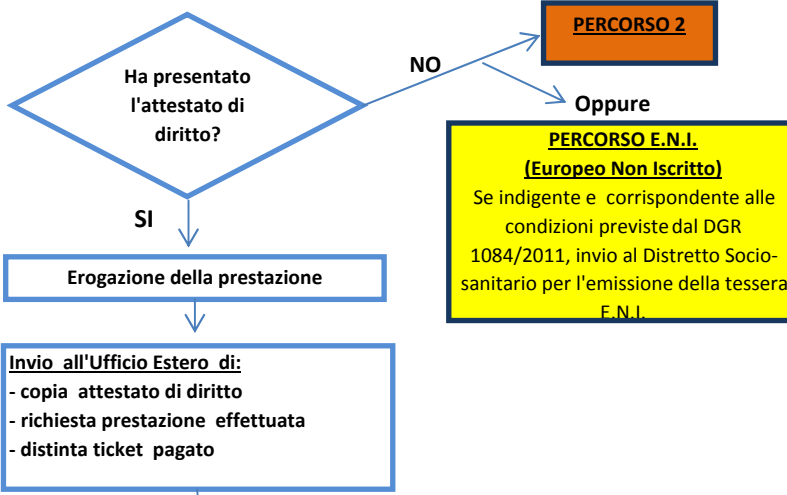 PERCORSO 2
Ha presentato
l'attestato di
diritto?
NO
Oppure
PERCORSO E.N.I.
(Europeo Non Iscritto)
Se indigente e corrispondente alle
condizioni previste dal DGR
1084/2011, invio al Distretto Socio-
sanitario per l'emissione della tessera
E.N.I.
SI
Erogazione della prestazione
Invio all'Ufficio Estero di:
- copia attestato di diritto
- richiesta prestazione effettuata
- distinta ticket pagato